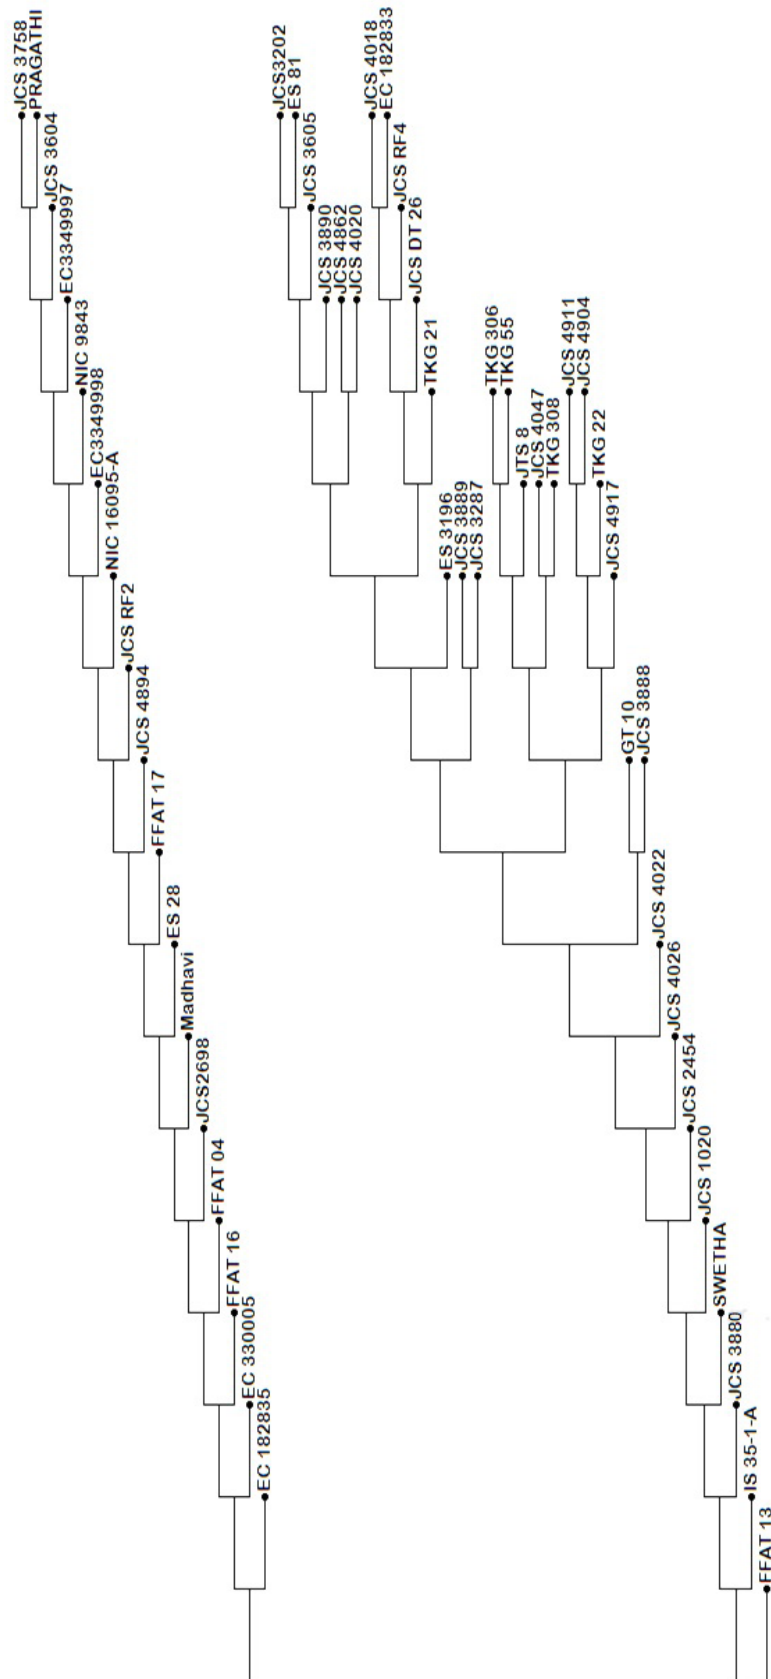 JCS 3758
PRAGATHI
JCS 3604
EC3349997
NIC 9843
EC3349998
NIC 16095-A
JCS RF2
JCS 4894
FFAT 17
ES 28
Madhavi
JCS2698
FFAT 04
FFAT 16
EC 330005
EC 182835
JCS3202
ES 81
JCS 3605
JCS 3890
JCS 4862
JCS 4020
JCS 4018
EC 182833
JCS RF4
JCS DT 26
TKG 21
ES 3196
JCS 3889
JCS 3287
TKG 306
TKG 55
JTS 8
JCS 4047
TKG 308
JCS 4911
JCS 4904
TKG 22
JCS 4917
GT 10
JCS 3888
JCS 4022
JCS 4026
JCS 2454
JCS 1020
SWETHA
JCS 3880
IS 35-1-A
FFAT 13